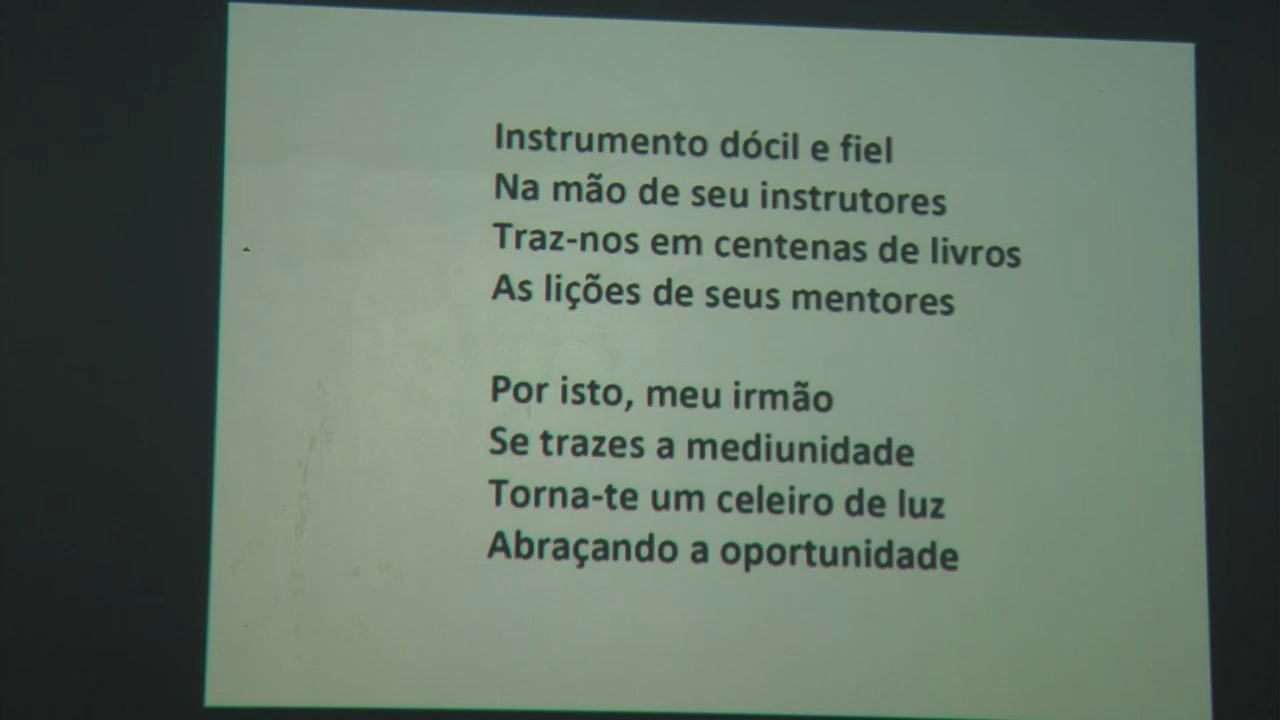 Instrumento dócil e fiel
Na mão de seu instrutores
Traz-nos em centenas de livros
As lições de seus mentores
Por isto, meu irmão
Se trazes a mediunidade
Torna-te um celeiro de luz
Abraçando a oportunidade